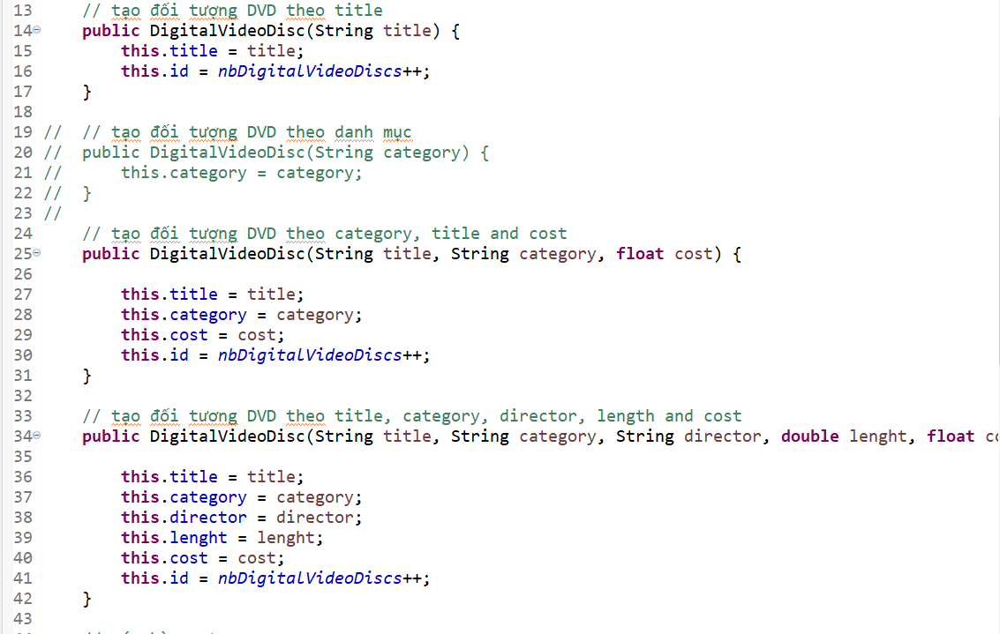 13 // tạo đối tượng DVD theo title
14 public DigitalVideoDisc(String title) {
15 this.title = title;
16 this.id = nbDigitalVideoDiscs++;
17 }
18
19 // // tạo đối tượng DVD theo danh mục
20 // public DigitalVideoDisc(String category) {
21 // this.category = category;
22 // }
23 //
24 // tạo đối tượng DVD theo category, title and cost
25 public DigitalVideoDisc(String title, String category, float cost) {
26
27 this.title = title;
28 this.category = category;
29 this.cost = cost;
30 this.id = nbDigitalVideoDiscs++;
31 }
32
33 // tạo đối tượng DVD theo title, category, director, length and cost
34 public DigitalVideoDisc(String title, String category, String director, double lenght, float
35
36 this.title = title;
37 this.category = category;
38 this.director = director;
39 this.lenght = lenght;
40 this.cost = cost;
41 this.id = nbDigitalVideoDiscs++;
42 }
43